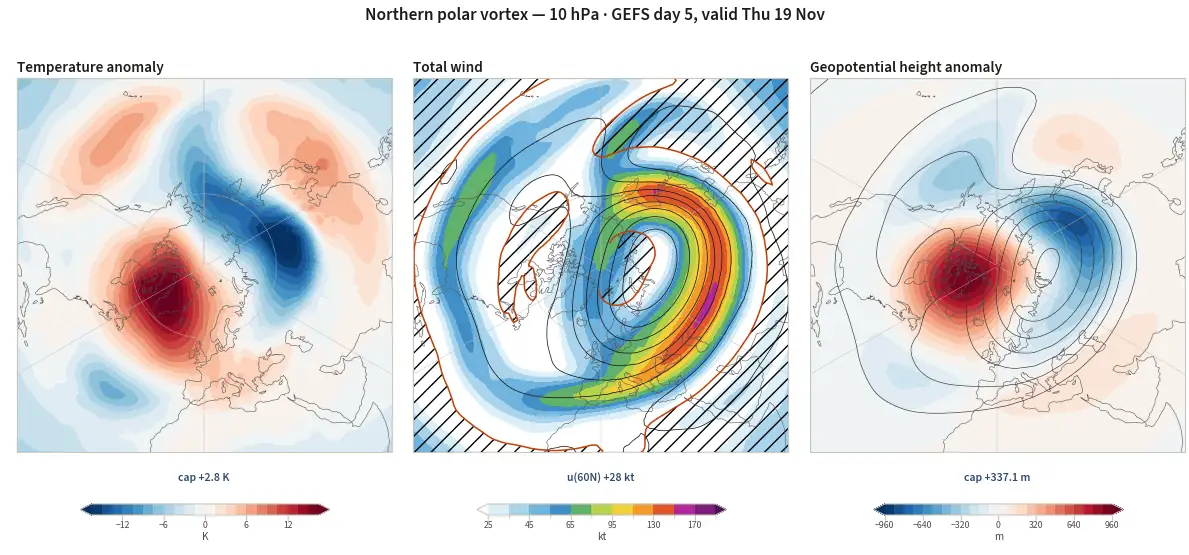 Northern polar vortex — 10 hPa · GEFS day 5, valid Thu 19 Nov
Temperature anomaly
Total wind
Geopotential height anomaly
cap +2.8 K
u(60N) +28 kt
cap +337.1 m
−12 −6 0 6 12
K
25 45 65 95 130 170
kt
−960 −640 −320 0 320 640 960
m